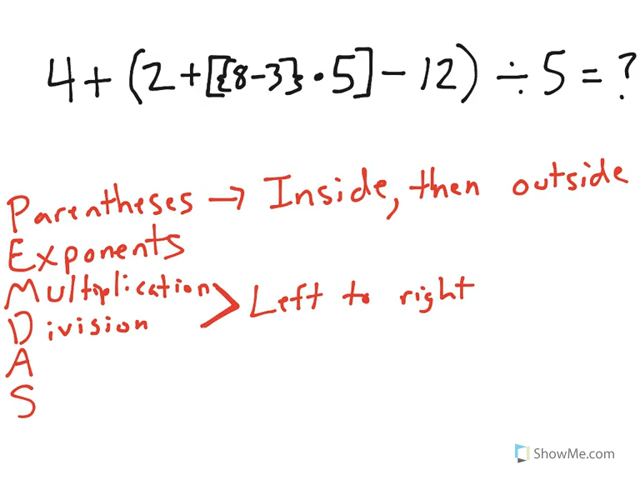 4 + (2 + [{8 - 3} • 5] - 12) ÷ 5 = ?
Parentheses → Inside, then outside
Exponents
Multiplication
Division > Left to right
A
S
ShowMe.com